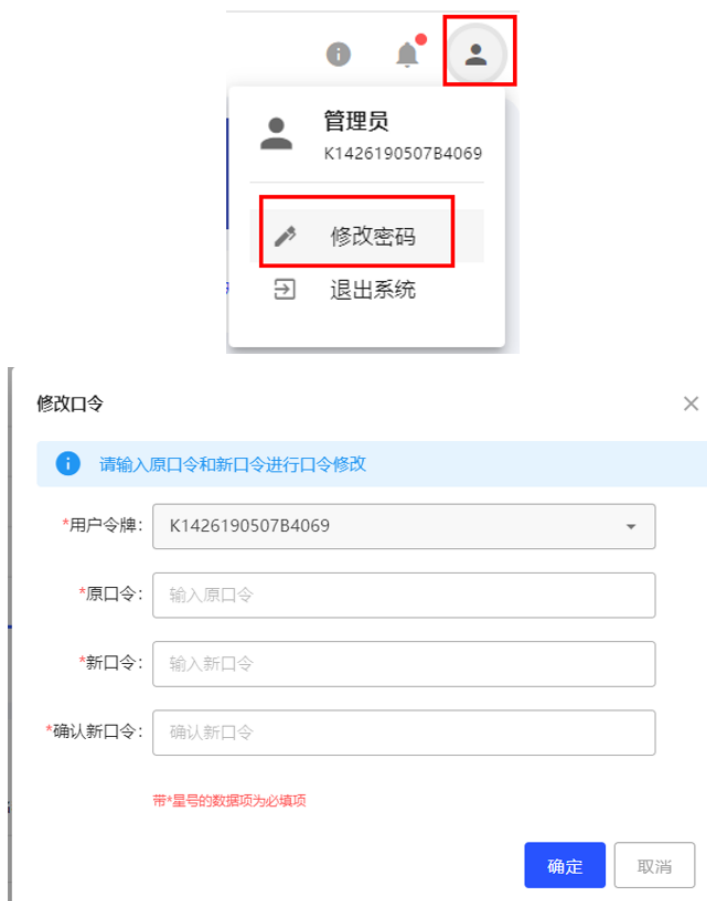 管理员
K1426190507B4069
修改密码
退出系统
修改口令
请输入原口令和新口令进行口令修改
*用户令牌: K1426190507B4069
*原口令: 输入原口令
*新口令: 输入新口令
*确认新口令: 确认新口令
带*星号的数据项为必填项
确定 取消